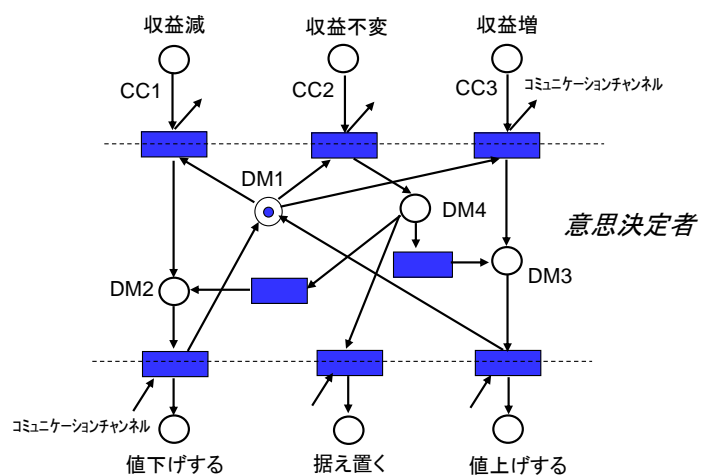 収益減
収益不変
収益増
CC1
CC2
CC3
コミュニケーションチャンネル
DM1
DM4
意思決定者
DM2
DM3
コミュニケーションチャンネル
値下げする
据え置く
値上げする